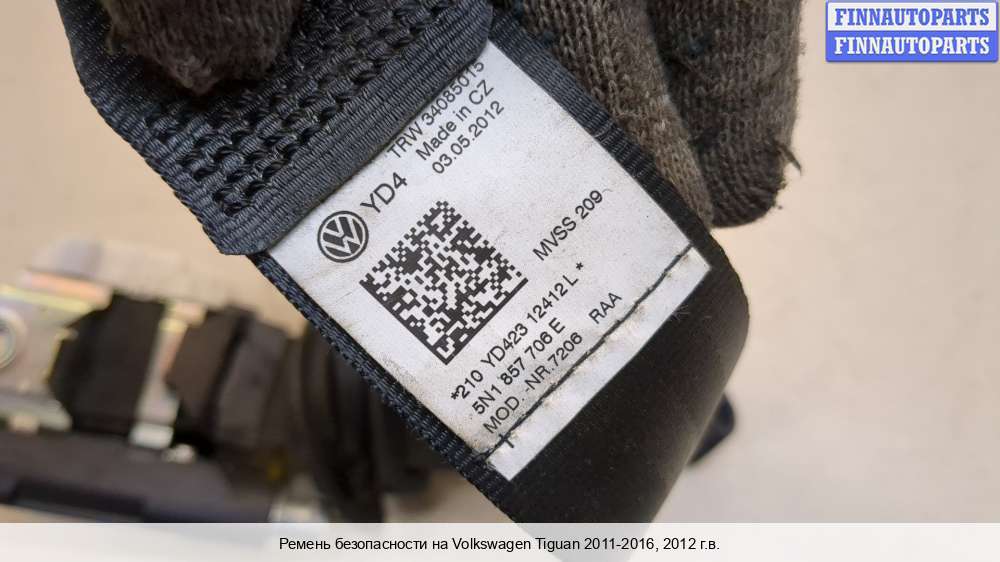 FINNAUTOPARTS
FINNAUTOPARTS
TRW 34085015
Made in CZ
03.05.2012
YD4
MVSS 209
*210 YD423 12412 L *
5N1 857 706 E
MOD. -NR.7206 RAA
Ремень безопасности на Volkswagen Tiguan 2011-2016, 2012 г.в.